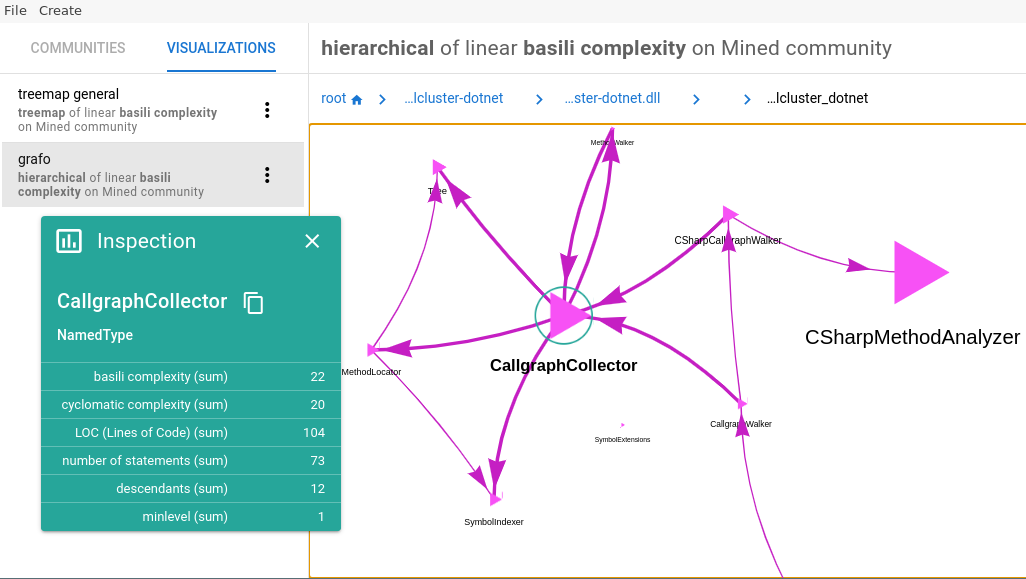 File Create
COMMUNITIES VISUALIZATIONS
hierarchical of linear basili complexity on Mined community
treemap general
treemap of linear basili complexity
on Mined community
grafo
hierarchical of linear basili
complexity on Mined community
root ...lcluster-dotnet ...ster-dotnet.dll ...lcluster_dotnet
Inspection
CallgraphCollector
NamedType
basili complexity (sum) 22
cyclomatic complexity (sum) 20
LOC (Lines of Code) (sum) 104
number of statements (sum) 73
descendants (sum) 12
minlevel (sum) 1
Tree
CSharpCallgraphWalker
CSharpMethodAnalyzer
CallgraphCollector
MethodLocator
CallgraphWalker
SymbolExtensions
SymbolIndexer